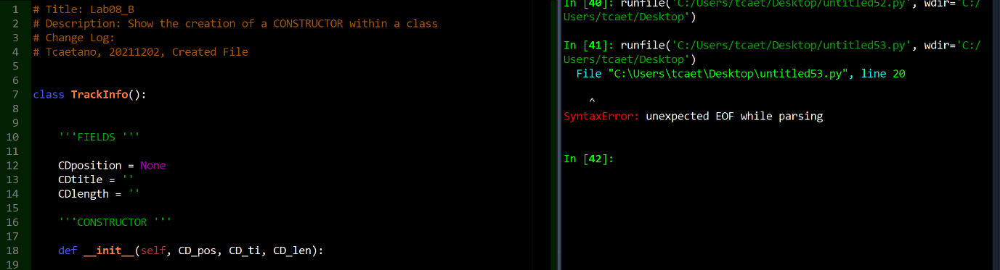 1 # Title: Lab08_B
2 # Description: Show the creation of a CONSTRUCTOR within a class
3 # Change Log:
4 # Tcaetano, 20211202, Created File
5
6
7 class TrackInfo():
8
9
10 '''FIELDS '''
11
12 CDposition = None
13 CDtitle = ''
14 CDlength = ''
15
16 '''CONSTRUCTOR '''
17
18 def __init__(self, CD_pos, CD_ti, CD_len):
19
In [40]: runfile('C:/Users/tcaet/Desktop/untitled52.py', wdir='C:/
Users/tcaet/Desktop')
In [41]: runfile('C:/Users/tcaet/Desktop/untitled53.py', wdir='C:/
Users/tcaet/Desktop')
File "C:\Users\tcaet\Desktop\untitled53.py", line 20
^
SyntaxError: unexpected EOF while parsing
In [42]: